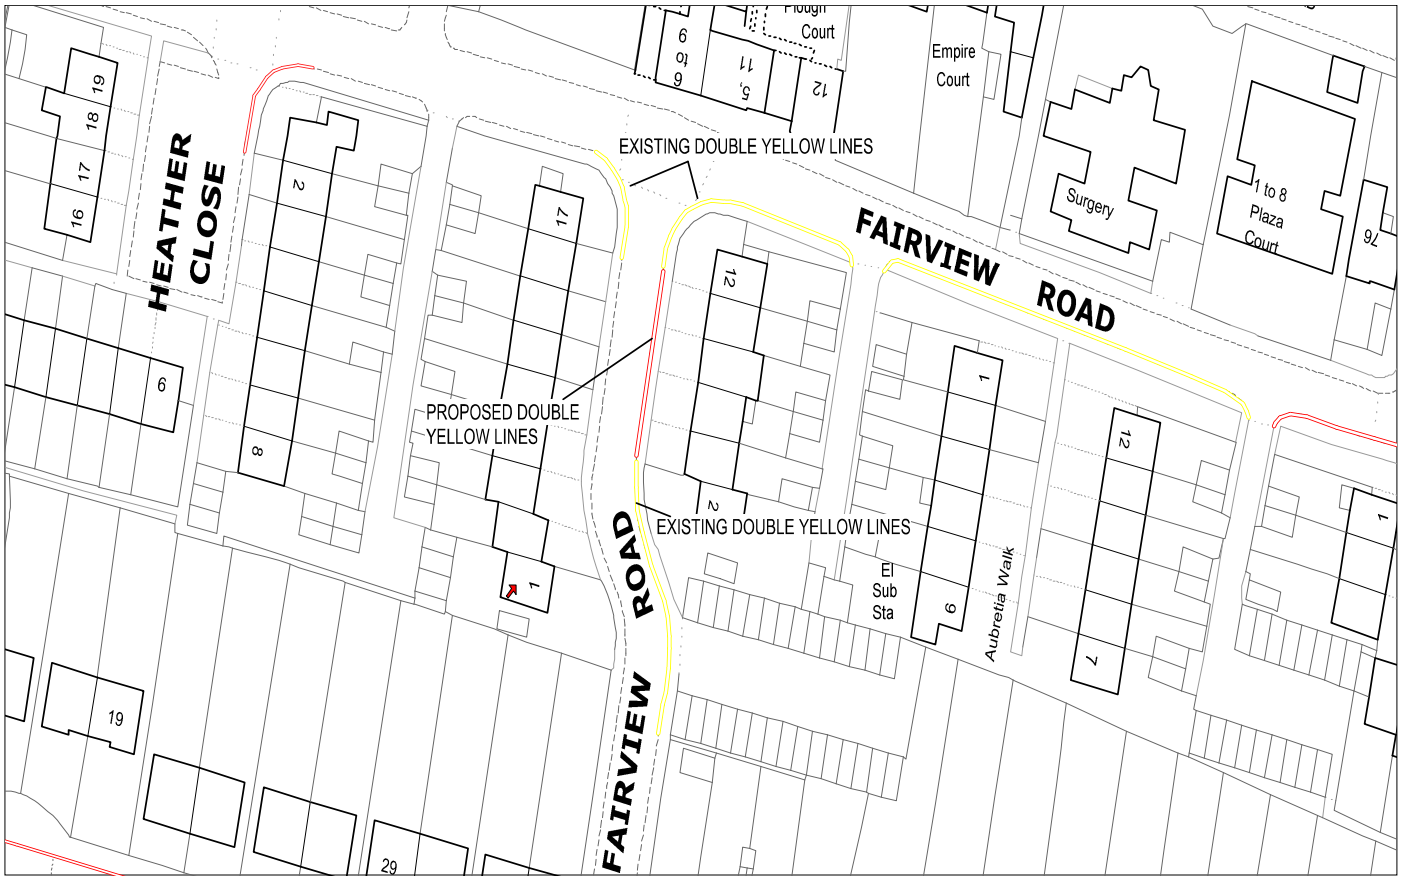 Plough
Court
9
to
6
11
5,
12
Empire
Court
EXISTING DOUBLE YELLOW LINES
Surgery
1 to 8
Plaza
Court
76
19
18
17
16
HEATHER
CLOSE
2
17
12
FAIRVIEW ROAD
6
8
PROPOSED DOUBLE
YELLOW LINES
1
12
1
2
EXISTING DOUBLE YELLOW LINES
ROAD
El
Sub
Sta
Aubretia Walk
1
6
7
FAIRVIEW
19
29